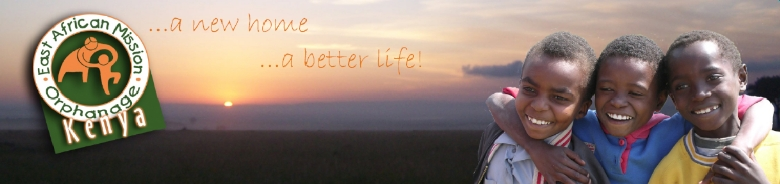 East African Mission
Orphanage
Kenya
...a new home
...a better life!